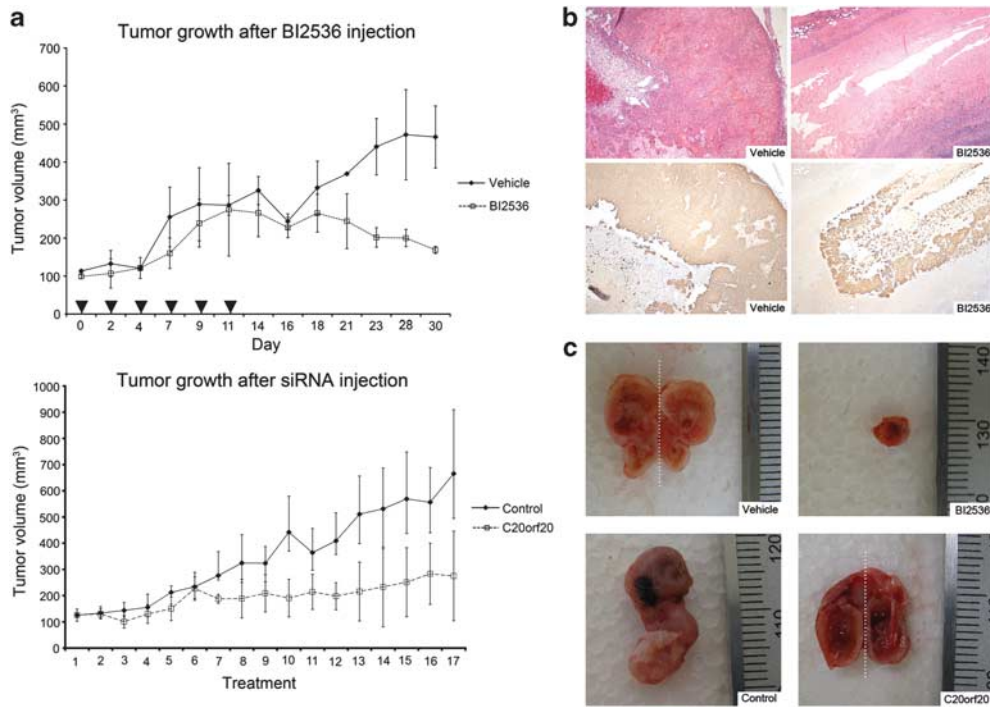 a
Tumor growth after BI2536 injection
700
600
500
400
300
200
100
0
Tumor volume (mm³)
Vehicle
BI2536
0 2 4 7 9 11 14 16 18 21 23 28 30
Day
Tumor growth after siRNA injection
1000
900
800
700
600
500
400
300
200
100
0
Tumor volume (mm³)
Control
C20orf20
1 2 3 4 5 6 7 8 9 10 11 12 13 14 15 16 17
Treatment
b
Vehicle
BI2536
Vehicle
BI2536
c
Vehicle
140
130
BI2536
120
110
Control
C20orf20